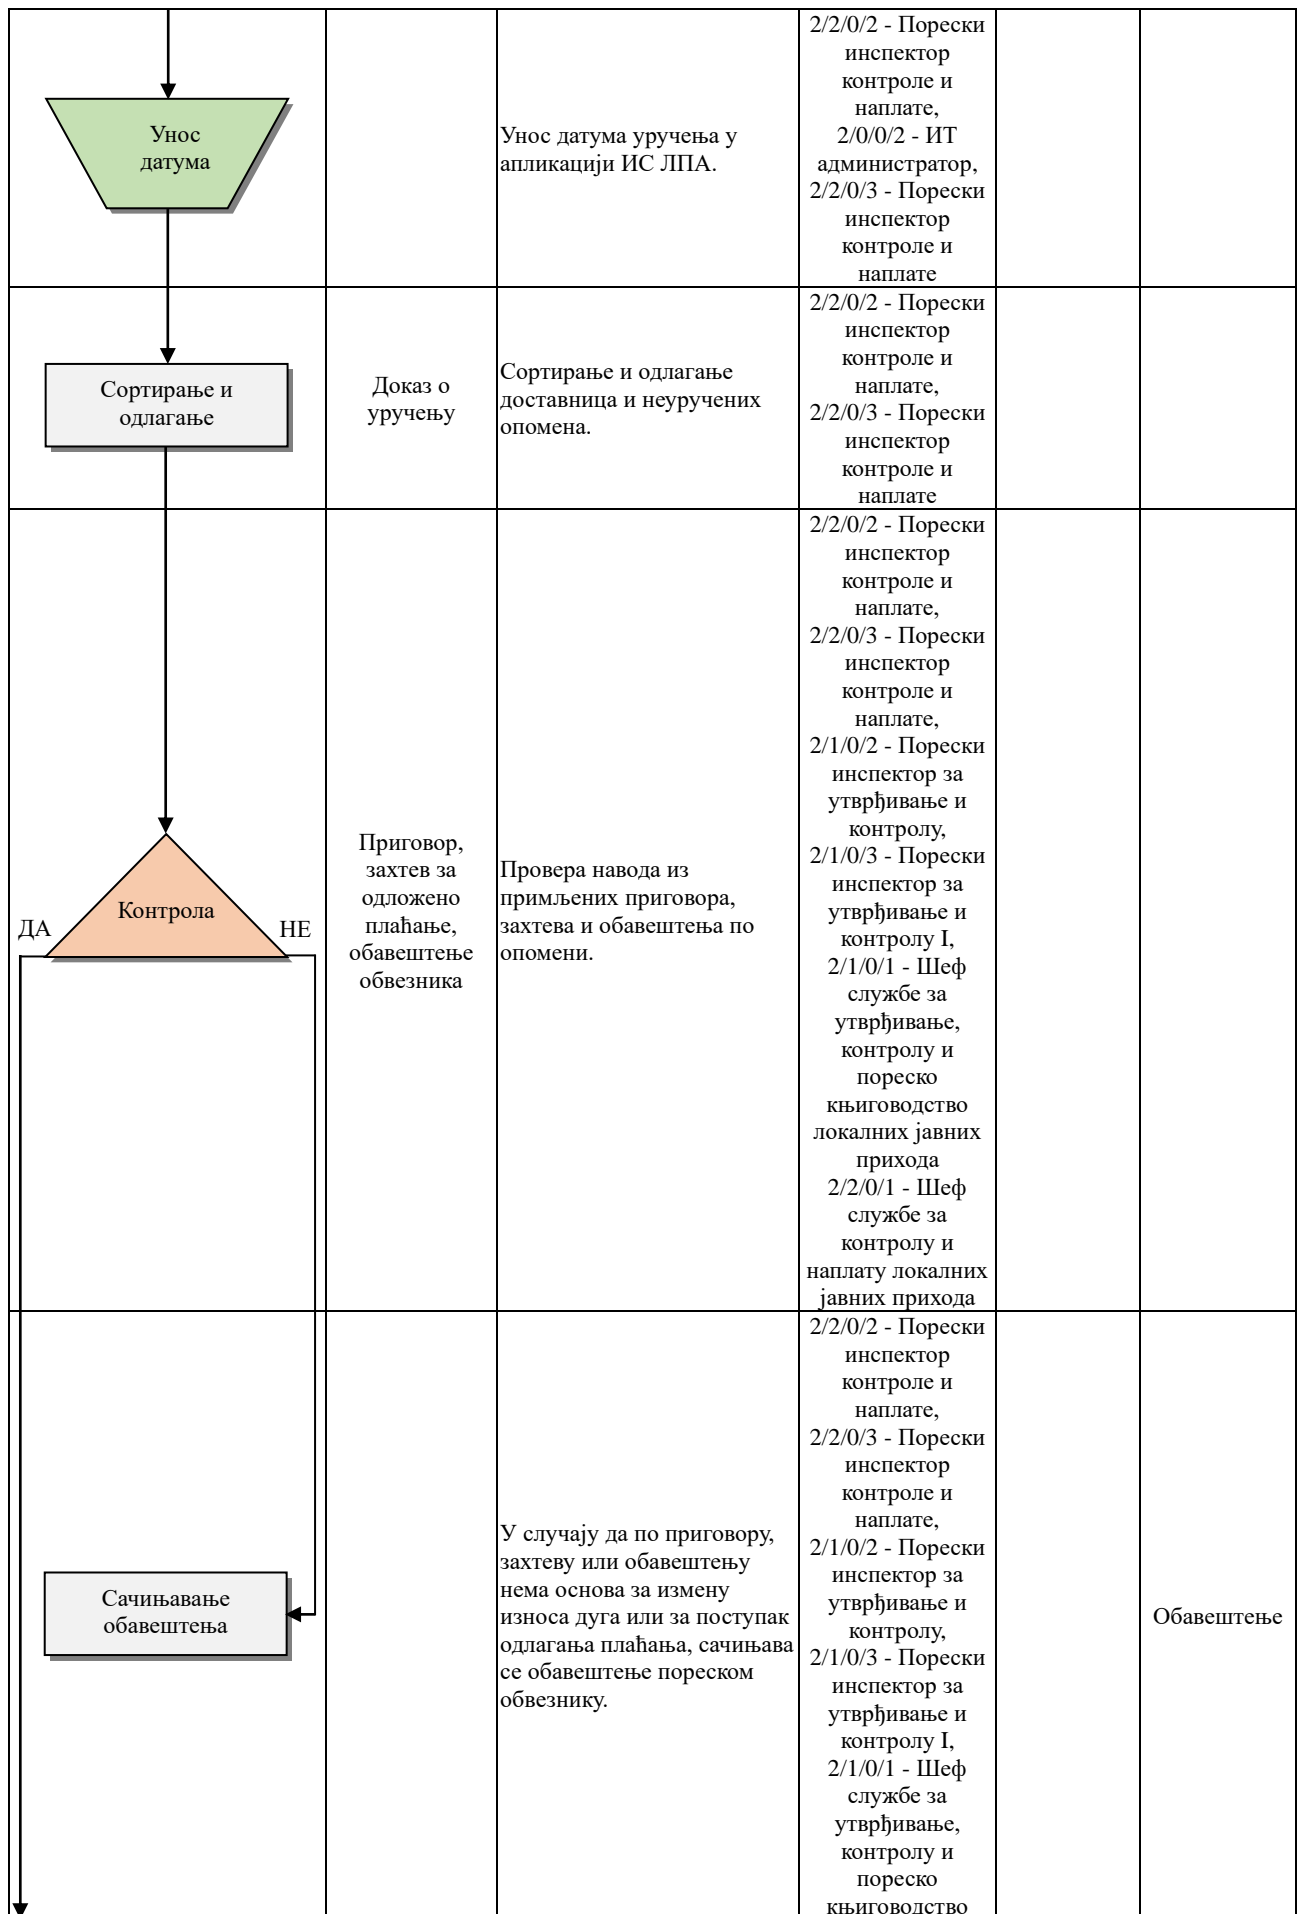 Унос
датума
Унос датума уручења у
апликацији ИС ЛПА.
2/2/0/2 - Порески
инспектор
контроле и
наплате,
2/0/0/2 - ИТ
администратор,
2/2/0/3 - Порески
инспектор
контроле и
наплате
Сортирање и
одлагање
Доказ о
уручењу
Сортирање и одлагање
доставница и неуручених
опомена.
2/2/0/2 - Порески
инспектор
контроле и
наплате,
2/2/0/3 - Порески
инспектор
контроле и
наплате
Контрола
ДА
НЕ
Приговор,
захтев за
одложено
плаћање,
обавештење
обвезника
Провера навода из
примљених приговора,
захтева и обавештења по
опомени.
2/2/0/2 - Порески
инспектор
контроле и
наплате,
2/2/0/3 - Порески
инспектор
контроле и
наплате,
2/1/0/2 - Порески
инспектор за
утврђивање и
контролу,
2/1/0/3 - Порески
инспектор за
утврђивање и
контролу I,
2/1/0/1 - Шеф
службе за
утврђивање,
контролу и
пореско
књиговодство
локалних јавних
прихода
2/2/0/1 - Шеф
службе за
контролу и
наплату локалних
јавних прихода
Сачињавање
обавештења
У случају да по приговору,
захтеву или обавештењу
нема основа за измену
износа дуга или за поступак
одлагања плаћања, сачињава
се обавештење пореском
обвезнику.
2/2/0/2 - Порески
инспектор
контроле и
наплате,
2/2/0/3 - Порески
инспектор
контроле и
наплате,
2/1/0/2 - Порески
инспектор за
утврђивање и
контролу,
2/1/0/3 - Порески
инспектор за
утврђивање и
контролу I,
2/1/0/1 - Шеф
службе за
утврђивање,
контролу и
пореско
књиговодство
Обавештење